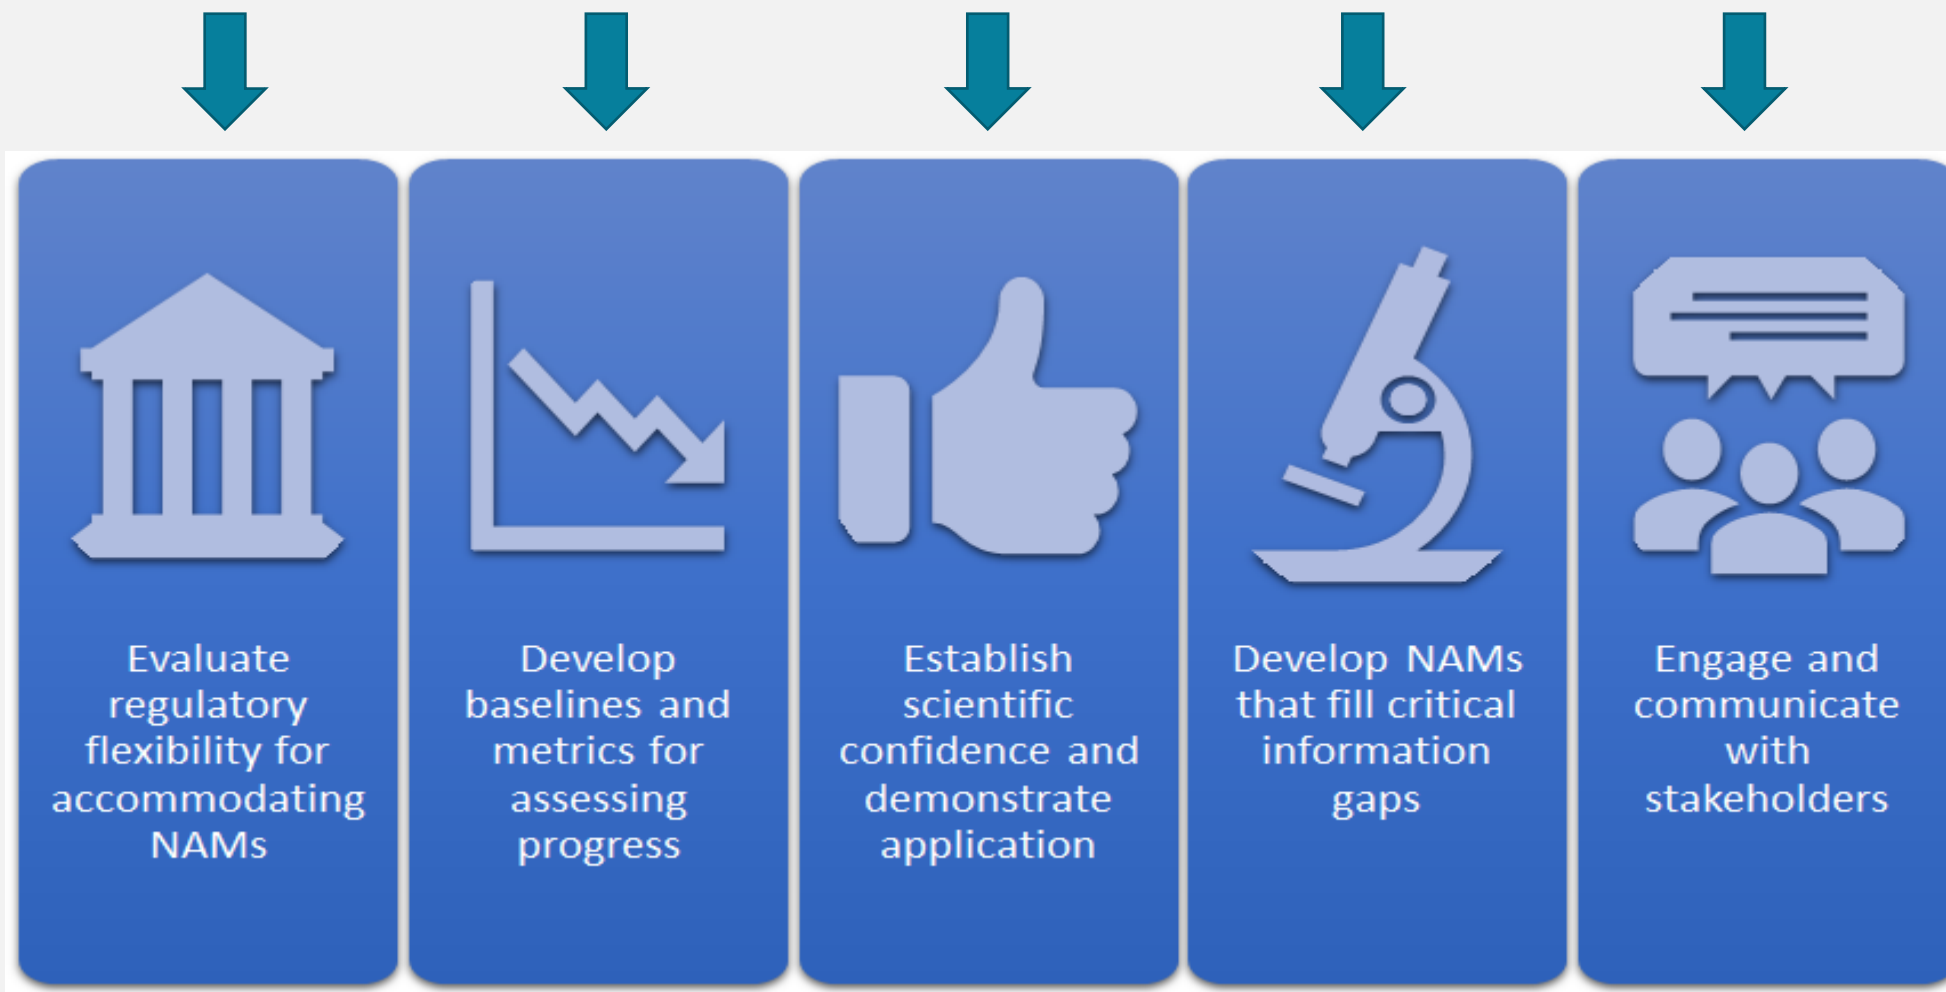 Evaluate
regulatory
flexibility for
accommodating
NAMs
Develop
baselines and
metrics for
assessing
progress
Establish
scientific
confidence and
demonstrate
application
Develop NAMs
that fill critical
information
gaps
Engage and
communicate
with
stakeholders